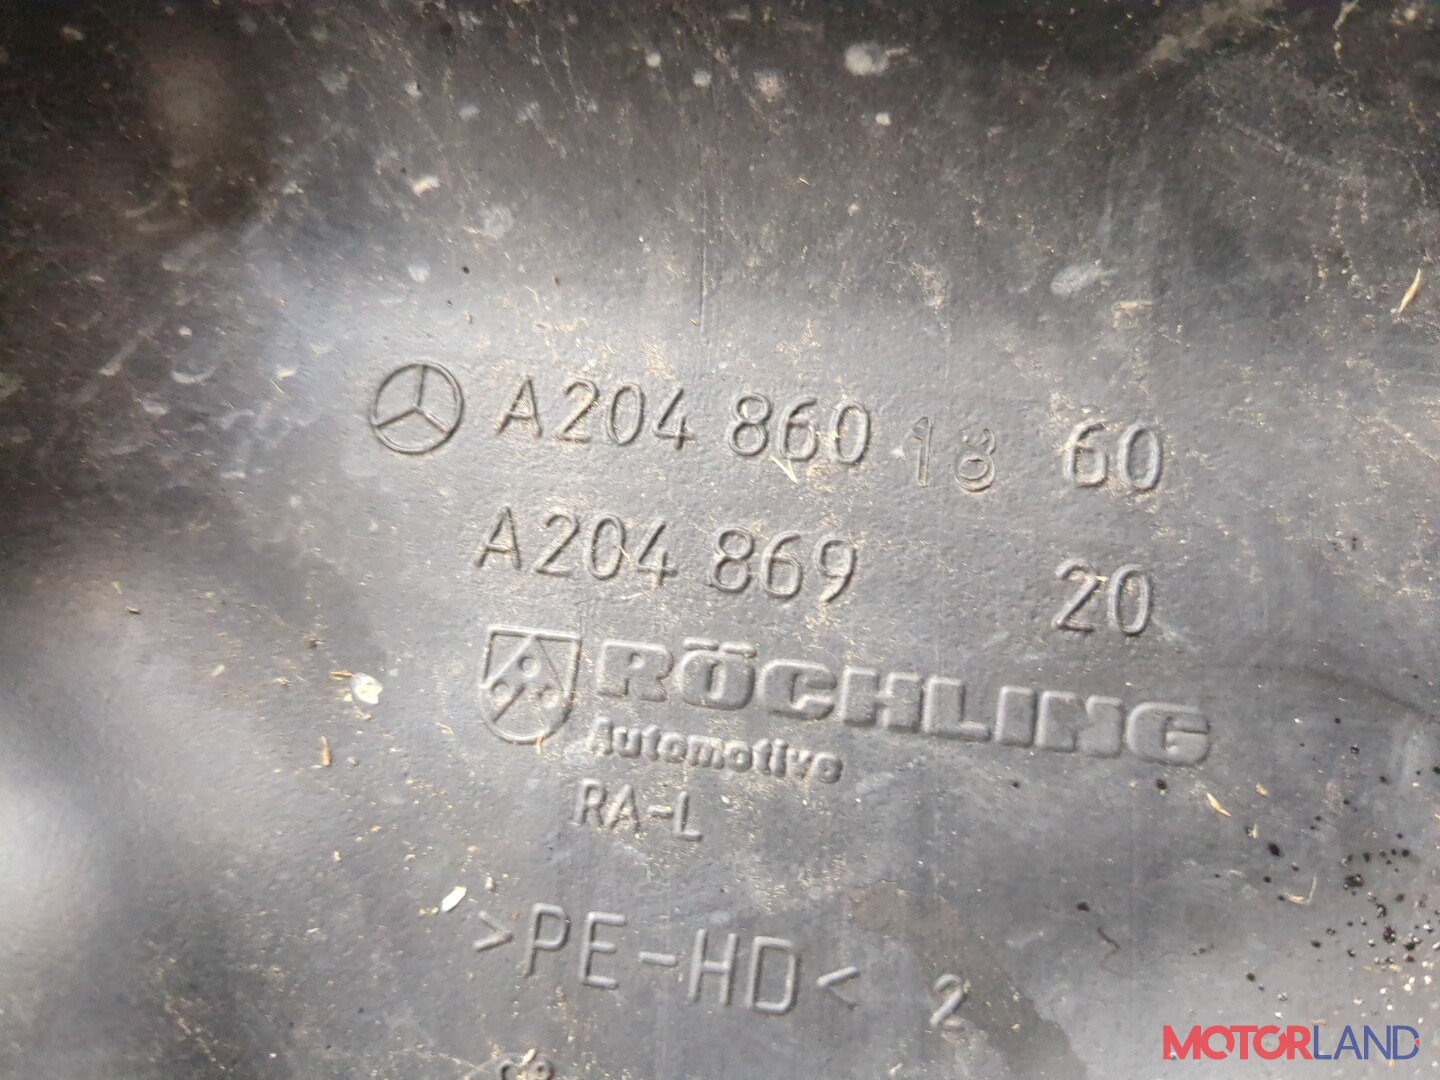 A204 860 18 60
A204 869 20
RÖCHLING
Automotive
RA-L
>PE-HD< 2
MOTORLAND